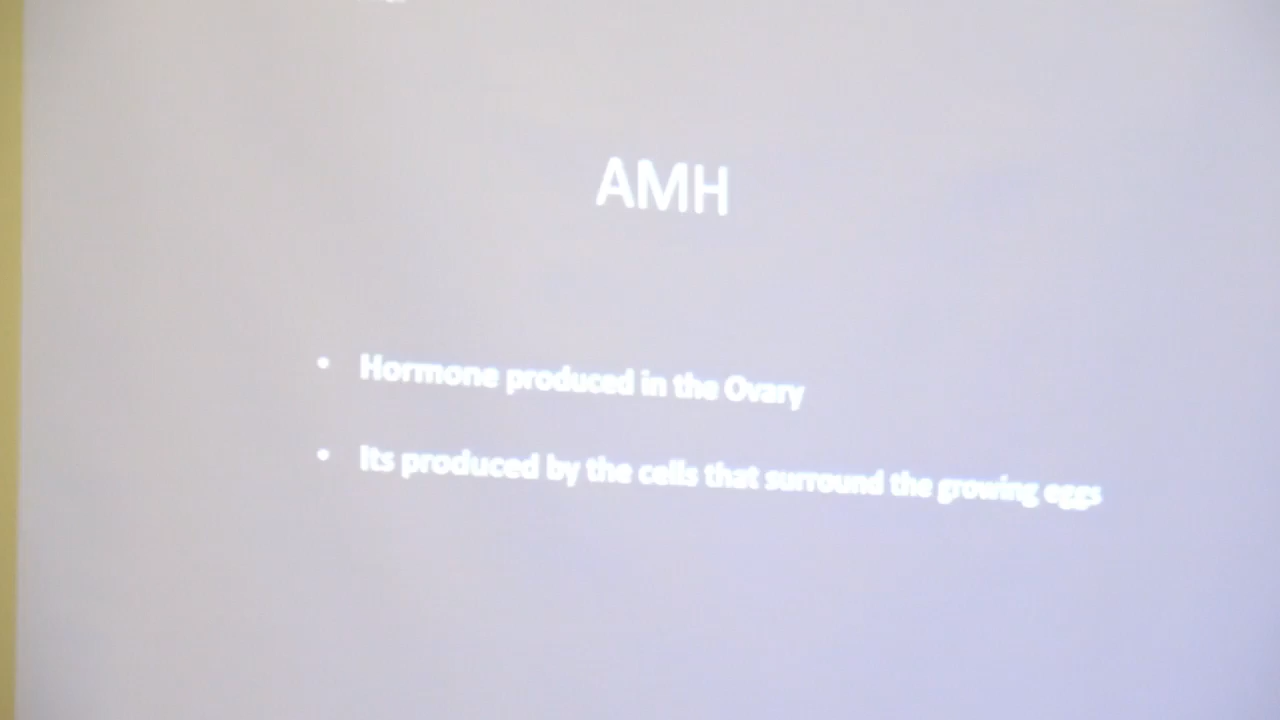 AMH
• Hormone produced in the Ovary
• Its produced by the cells that surround the growing eggs